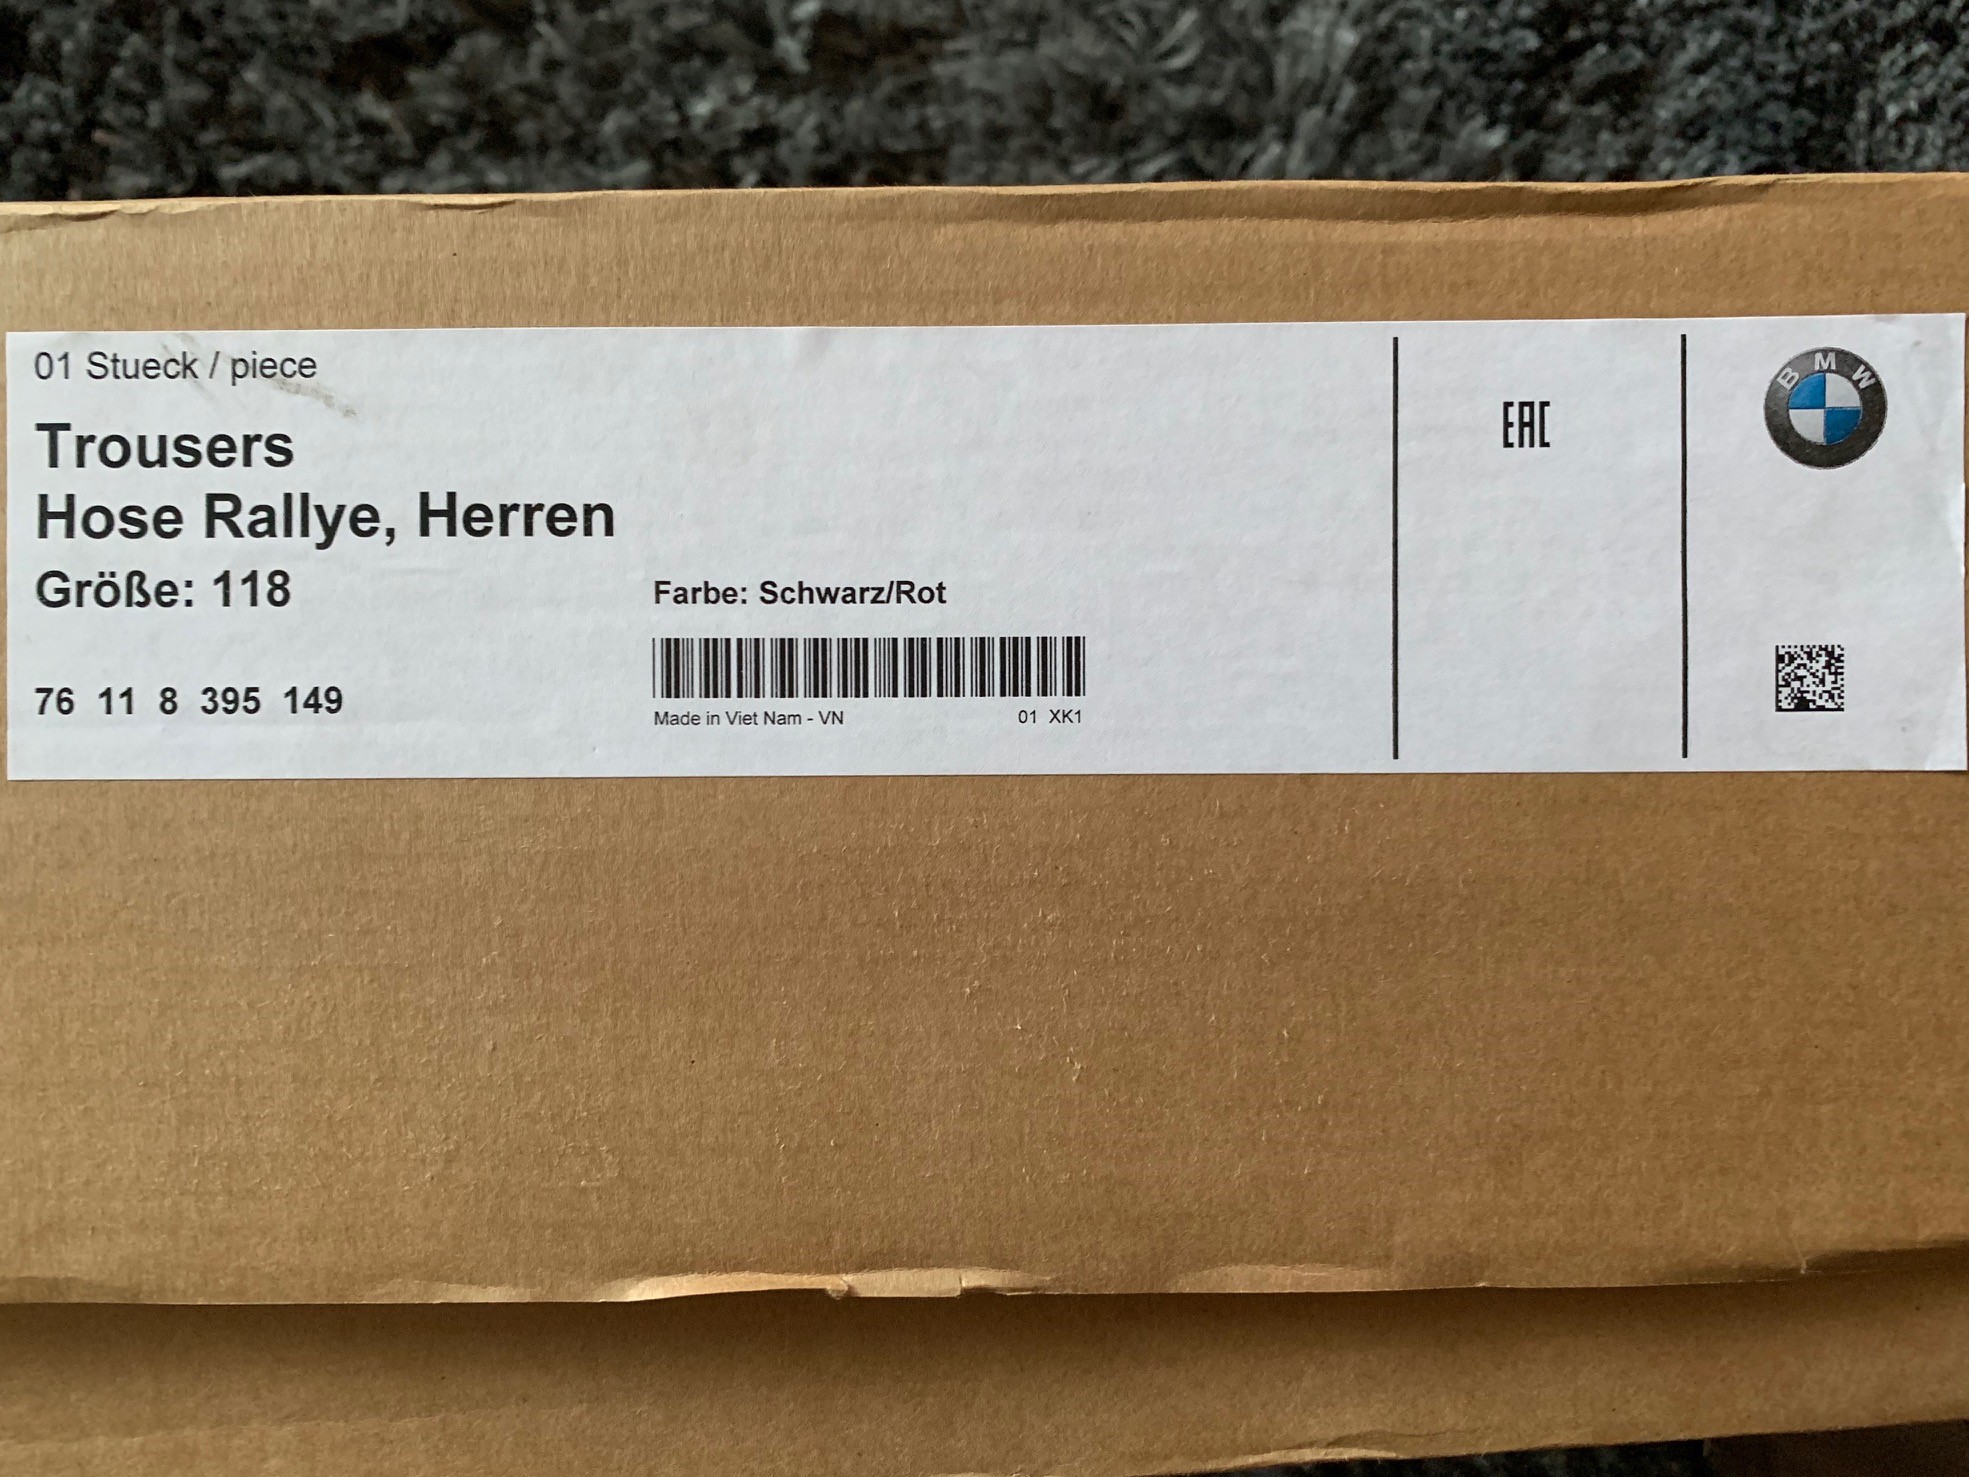 01 Stueck / piece
Trousers
Hose Rallye, Herren
Größe: 118
Farbe: Schwarz/Rot
76 11 8 395 149
Made in Viet Nam - VN
01 XK1
EAC
BMW